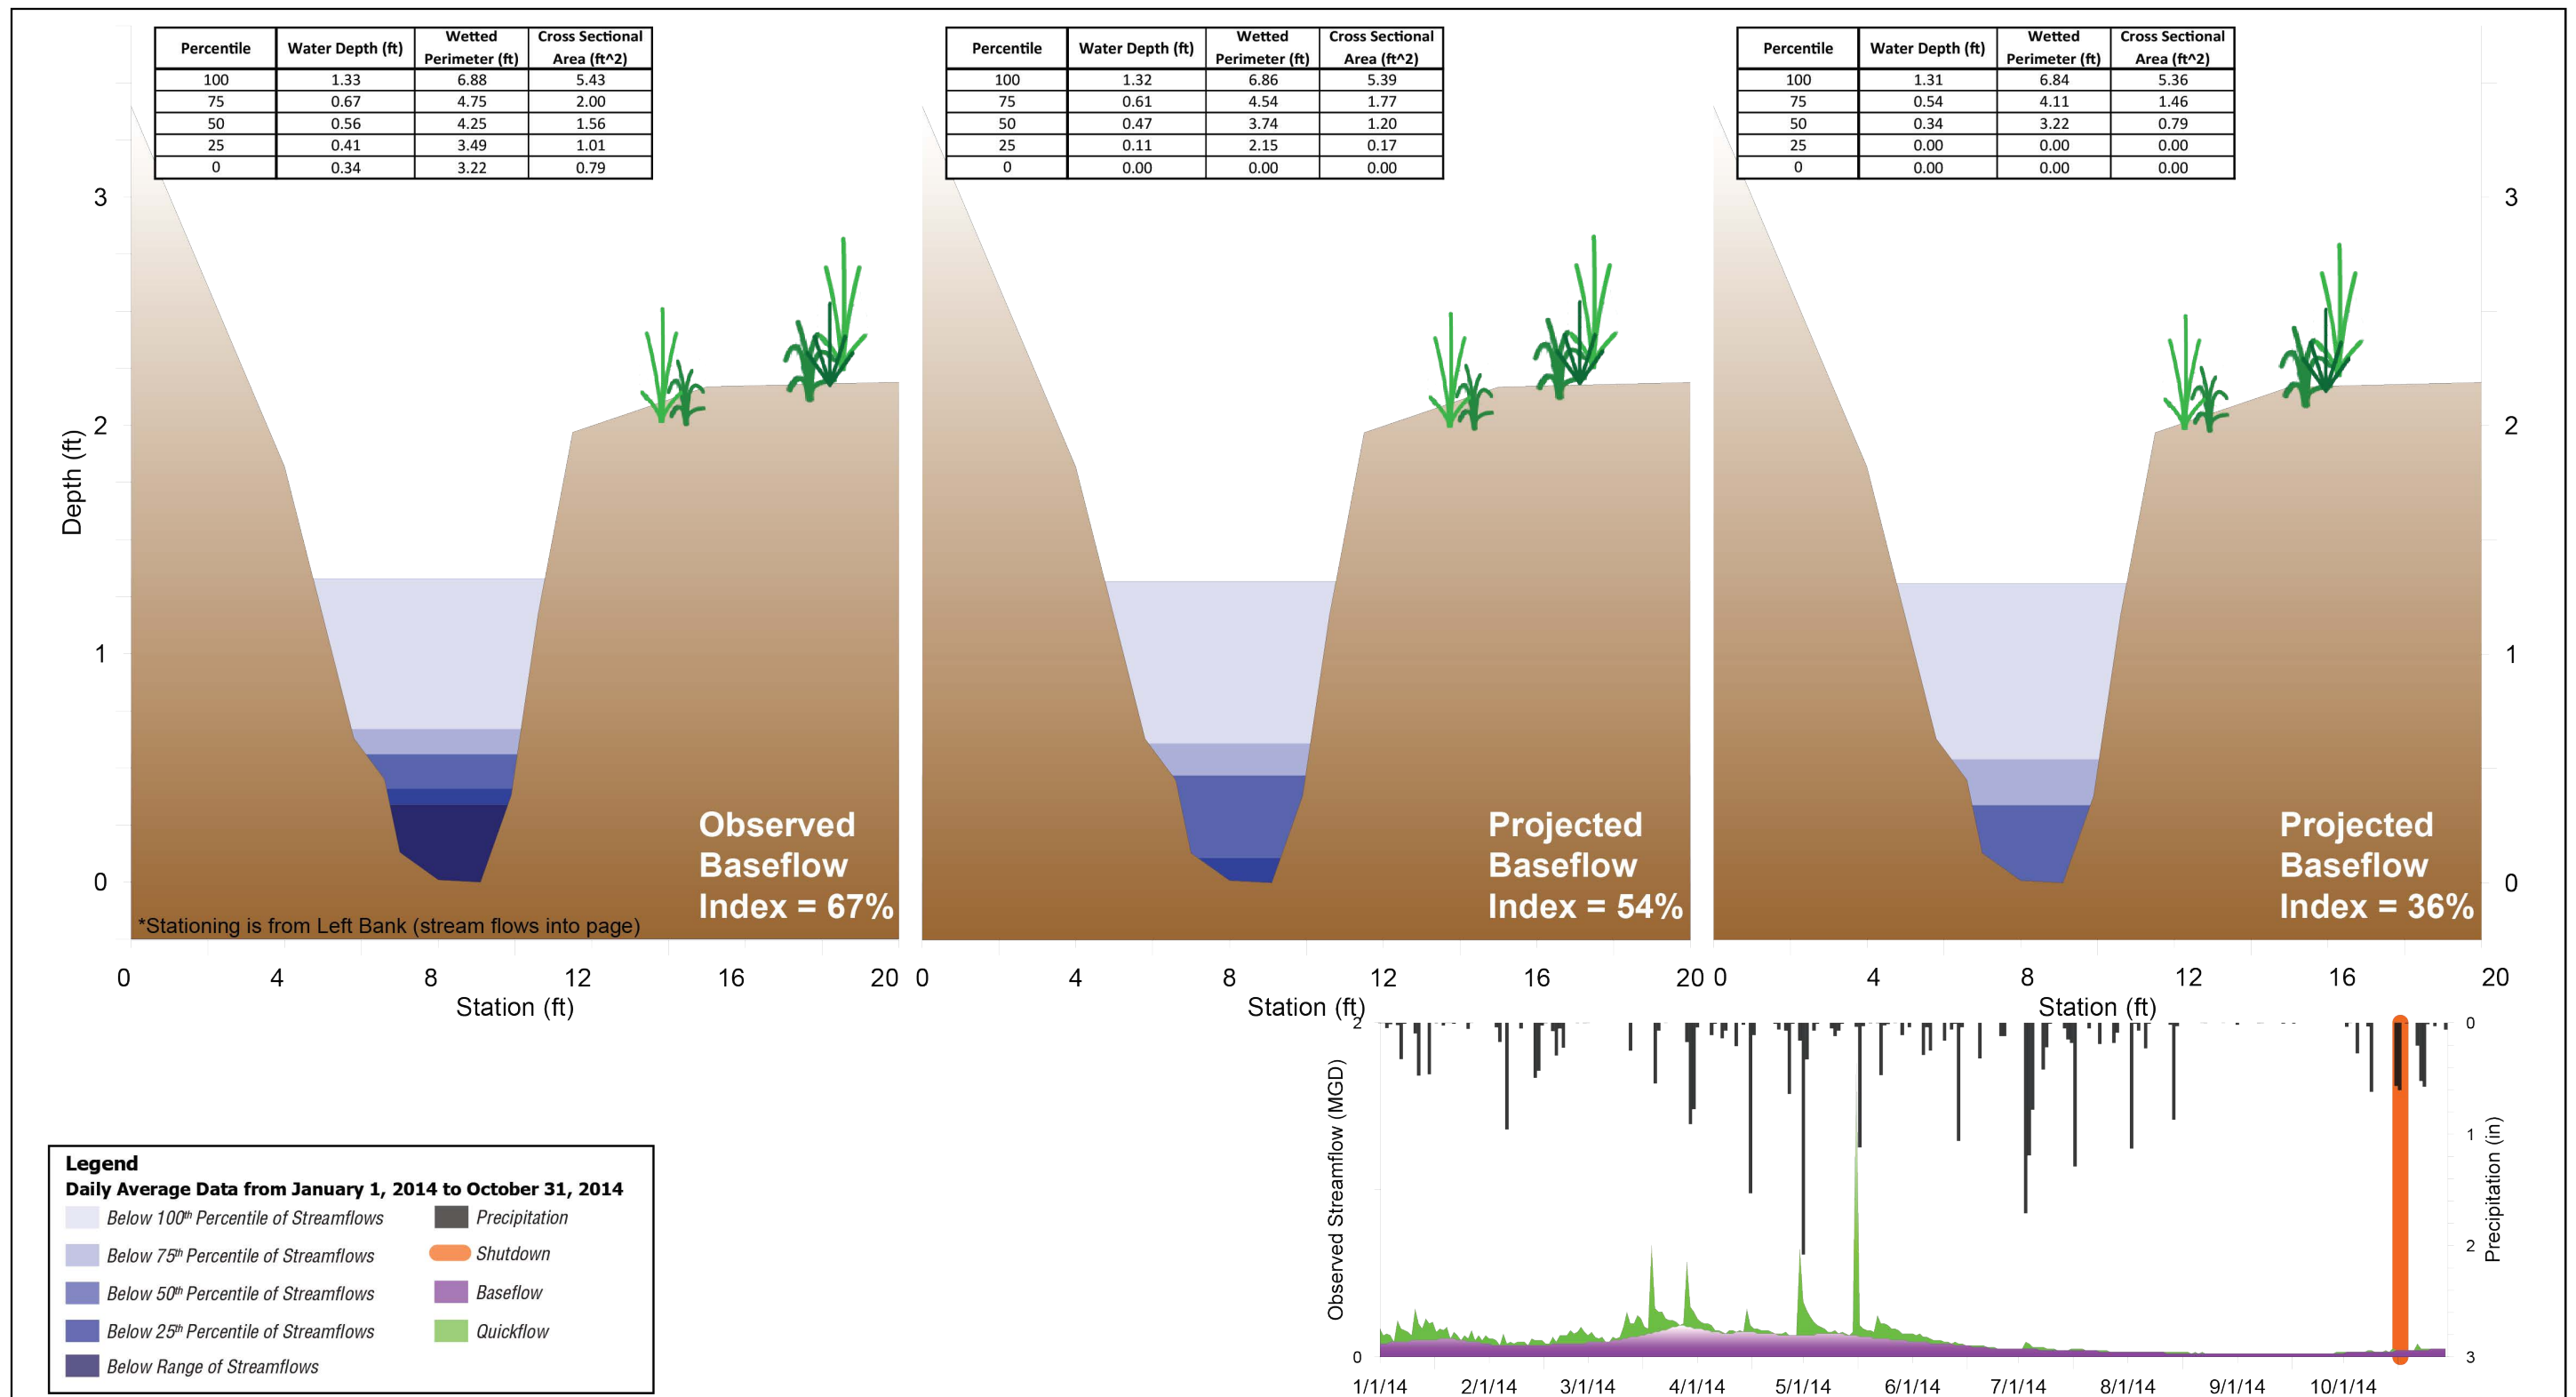 Percentile Water Depth (ft) Wetted Perimeter (ft) Cross Sectional Area (ft^2)
100 1.33 6.88 5.43
75 0.67 4.75 2.00
50 0.56 4.25 1.56
25 0.41 3.49 1.01
0 0.34 3.22 0.79
Percentile Water Depth (ft) Wetted Perimeter (ft) Cross Sectional Area (ft^2)
100 1.32 6.86 5.39
75 0.61 4.54 1.77
50 0.47 3.74 1.20
25 0.11 2.15 0.17
0 0.00 0.00 0.00
Percentile Water Depth (ft) Wetted Perimeter (ft) Cross Sectional Area (ft^2)
100 1.31 6.84 5.36
75 0.54 4.11 1.46
50 0.34 3.22 0.79
25 0.00 0.00 0.00
0 0.00 0.00 0.00
Depth (ft)
3
2
1
0
3
2
1
0
Observed
Baseflow
Index = 67%
*Stationing is from Left Bank (stream flows into page)
Projected
Baseflow
Index = 54%
Projected
Baseflow
Index = 36%
0 4 8 12 16 20
Station (ft)
0 4 8 12 16 20
Station (ft)
0 4 8 12 16 20
Station (ft)
Legend
Daily Average Data from January 1, 2014 to October 31, 2014
Below 100th Percentile of Streamflows
Below 75th Percentile of Streamflows
Below 50th Percentile of Streamflows
Below 25th Percentile of Streamflows
Below Range of Streamflows
Precipitation
Shutdown
Baseflow
Quickflow
Observed Streamflow (MGD)
2
0
Precipitation (in)
0
1
2
3
1/1/14 2/1/14 3/1/14 4/1/14 5/1/14 6/1/14 7/1/14 8/1/14 9/1/14 10/1/14